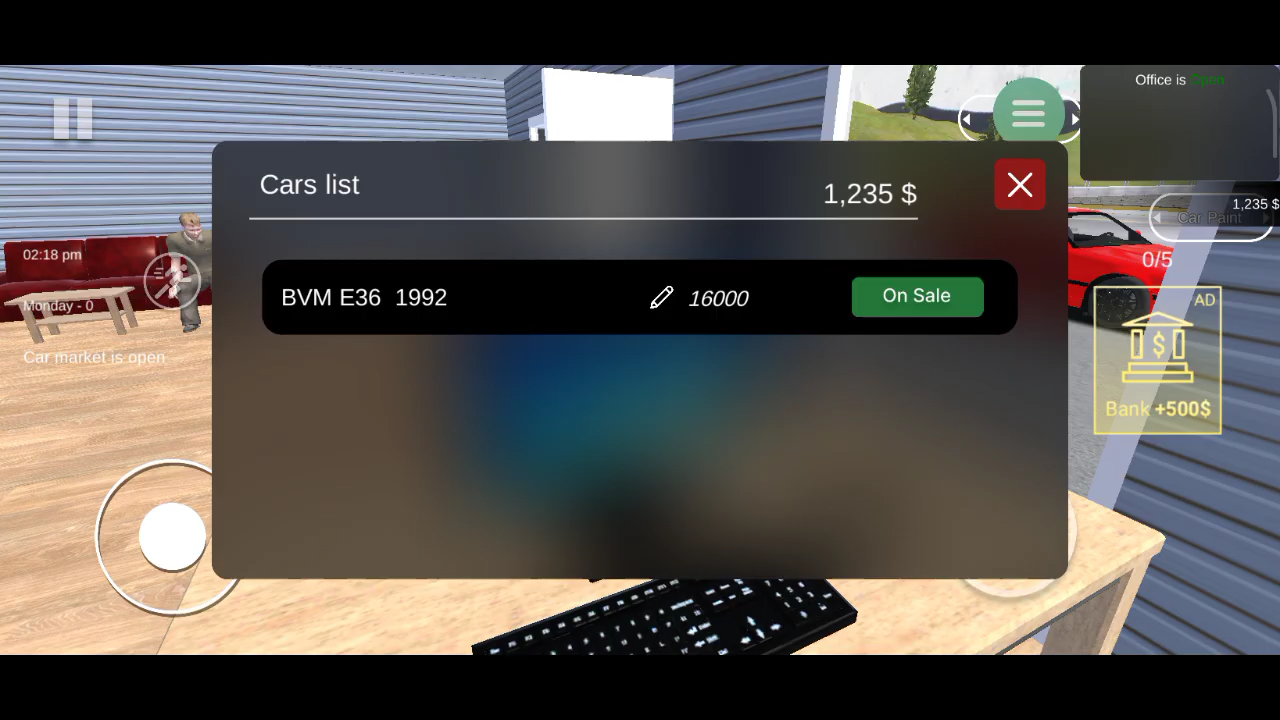 Office is Open
Cars list
1,235 $
1,235 $
Car Paint
02:18 pm
0/5
BVM E36 1992
16000
On Sale
AD
Monday - 0
Car market is open
$
Bank +500$